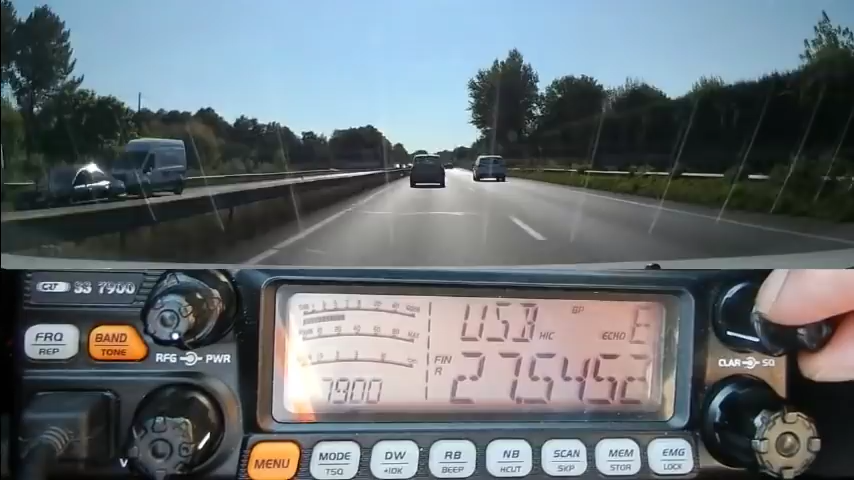 CRT SS 7900
FRQ REP
BAND TONE
RFG PWR
USB BP
HIC ECHO E
FIN R 27.5452
7900
CLAR SQ
MENU
MODE TSQ
DW +10K
RB BEEP
NB HCUT
SCAN SKP
MEM STOR
EMG LOCK